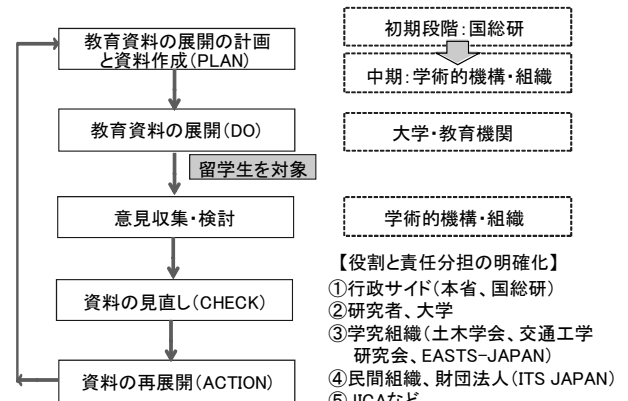 教育資料の展開の計画
と資料作成(PLAN)
教育資料の展開(DO)
留学生を対象
意見収集・検討
資料の見直し(CHECK)
資料の再展開(ACTION)
初期段階:国総研
中期:学術的機構・組織
大学・教育機関
学術的機構・組織
【役割と責任分担の明確化】
①行政サイド(本省、国総研)
②研究者、大学
③学究組織(土木学会、交通工学
研究会、EASTS-JAPAN)
④民間組織、財団法人(ITS JAPAN)
⑤JICAなど